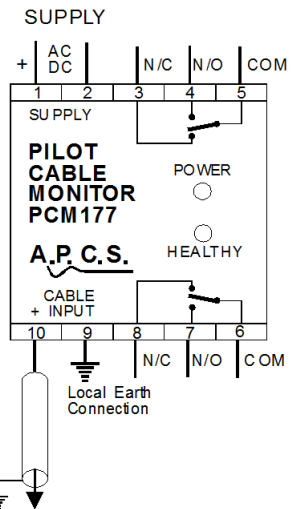 SUPPLY
+ AC DC N/C N/O COM
1 2 3 4 5
SUPPLY
PILOT
CABLE
MONITOR
PCM177
POWER
A.P.C.S.
HEALTHY
CABLE
+ INPUT
10 9 8 7 6
N/C N/O COM
Local Earth
Connection